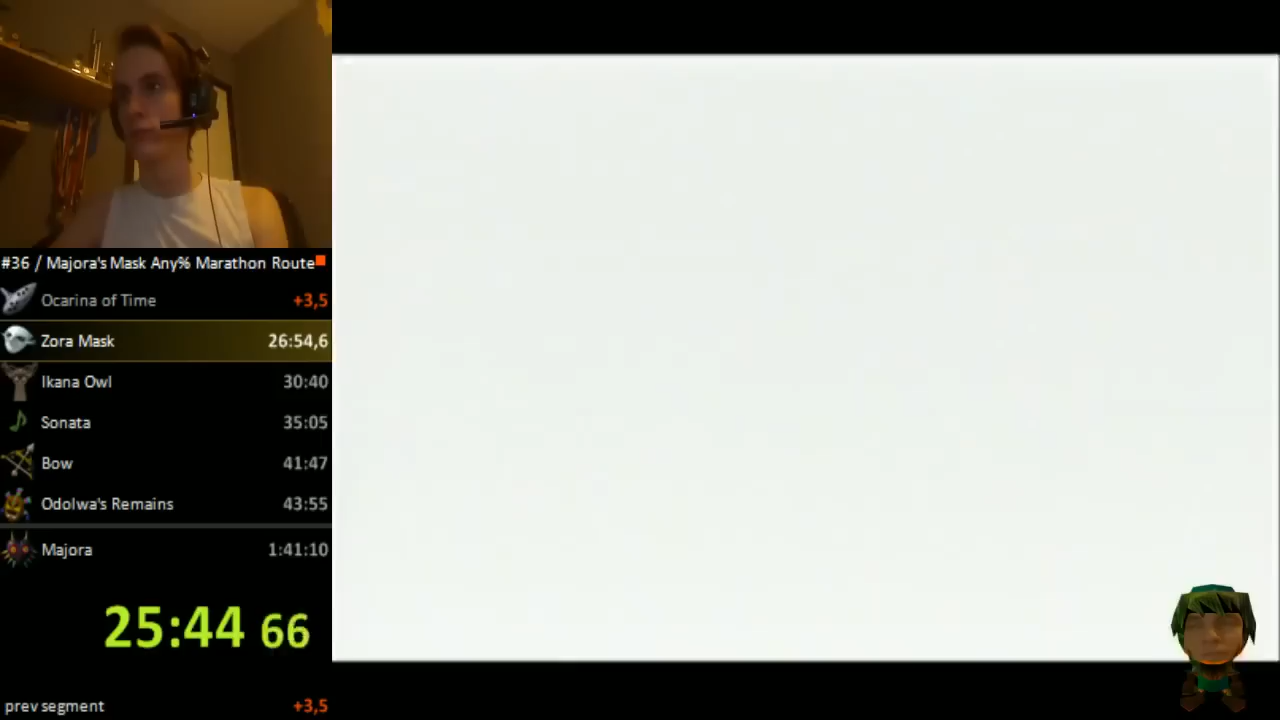 #36 / Majora's Mask Any% Marathon Route
Ocarina of Time +3,5
Zora Mask 26:54,6
Ikana Owl 30:40
Sonata 35:05
Bow 41:47
Odolwa's Remains 43:55
Majora 1:41:10
25:44 66
prev segment +3,5